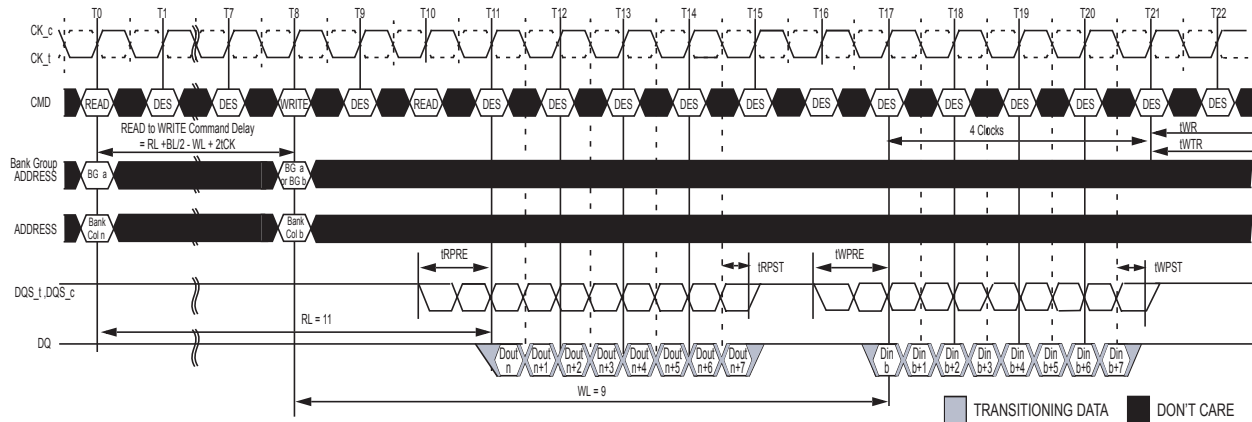 T0 T1 T7 T8 T9 T10 T11 T12 T13 T14 T15 T16 T17 T18 T19 T20 T21 T22
CK_c
CK_t
CMD READ DES DES WRITE DES READ DES DES DES DES DES DES DES DES DES DES DES DES
READ to WRITE Command Delay
= RL +BL/2 - WL + 2tCK
4 Clocks
tWR
tWTR
Bank Group
ADDRESS
BG a
BG a
or BG b
ADDRESS
Bank
Col n
Bank
Col b
tRPRE
tRPST
tWPRE
tWPST
DQS_t ,DQS_c
RL = 11
DQ
Dout
n
Dout
n+1
Dout
n+2
Dout
n+3
Dout
n+4
Dout
n+5
Dout
n+6
Dout
n+7
Din
b
Din
b+1
Din
b+2
Din
b+3
Din
b+4
Din
b+5
Din
b+6
Din
b+7
WL = 9
TRANSITIONING DATA
DON'T CARE